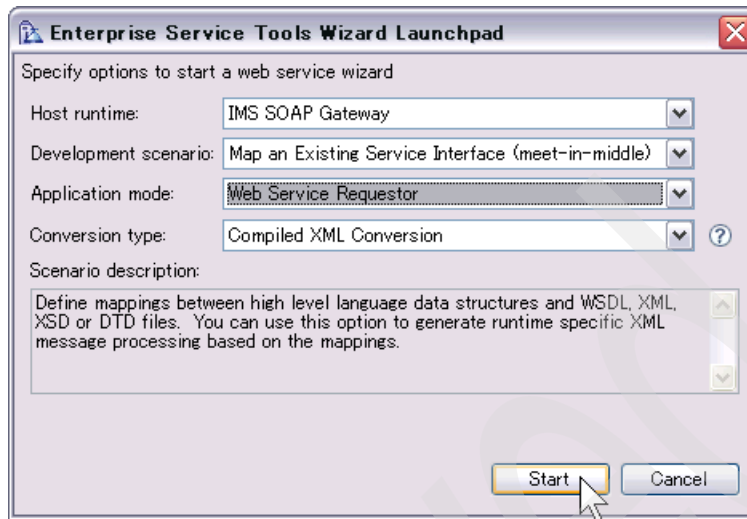 Enterprise Service Tools Wizard Launchpad
Specify options to start a web service wizard
Host runtime: IMS SOAP Gateway
Development scenario: Map an Existing Service Interface (meet-in-middle)
Application mode: Web Service Requestor
Conversion type: Compiled XML Conversion ?
Scenario description:
Define mappings between high level language data structures and WSDL, XML,
XSD or DTD files. You can use this option to generate runtime specific XML
message processing based on the mappings.
Start Cancel